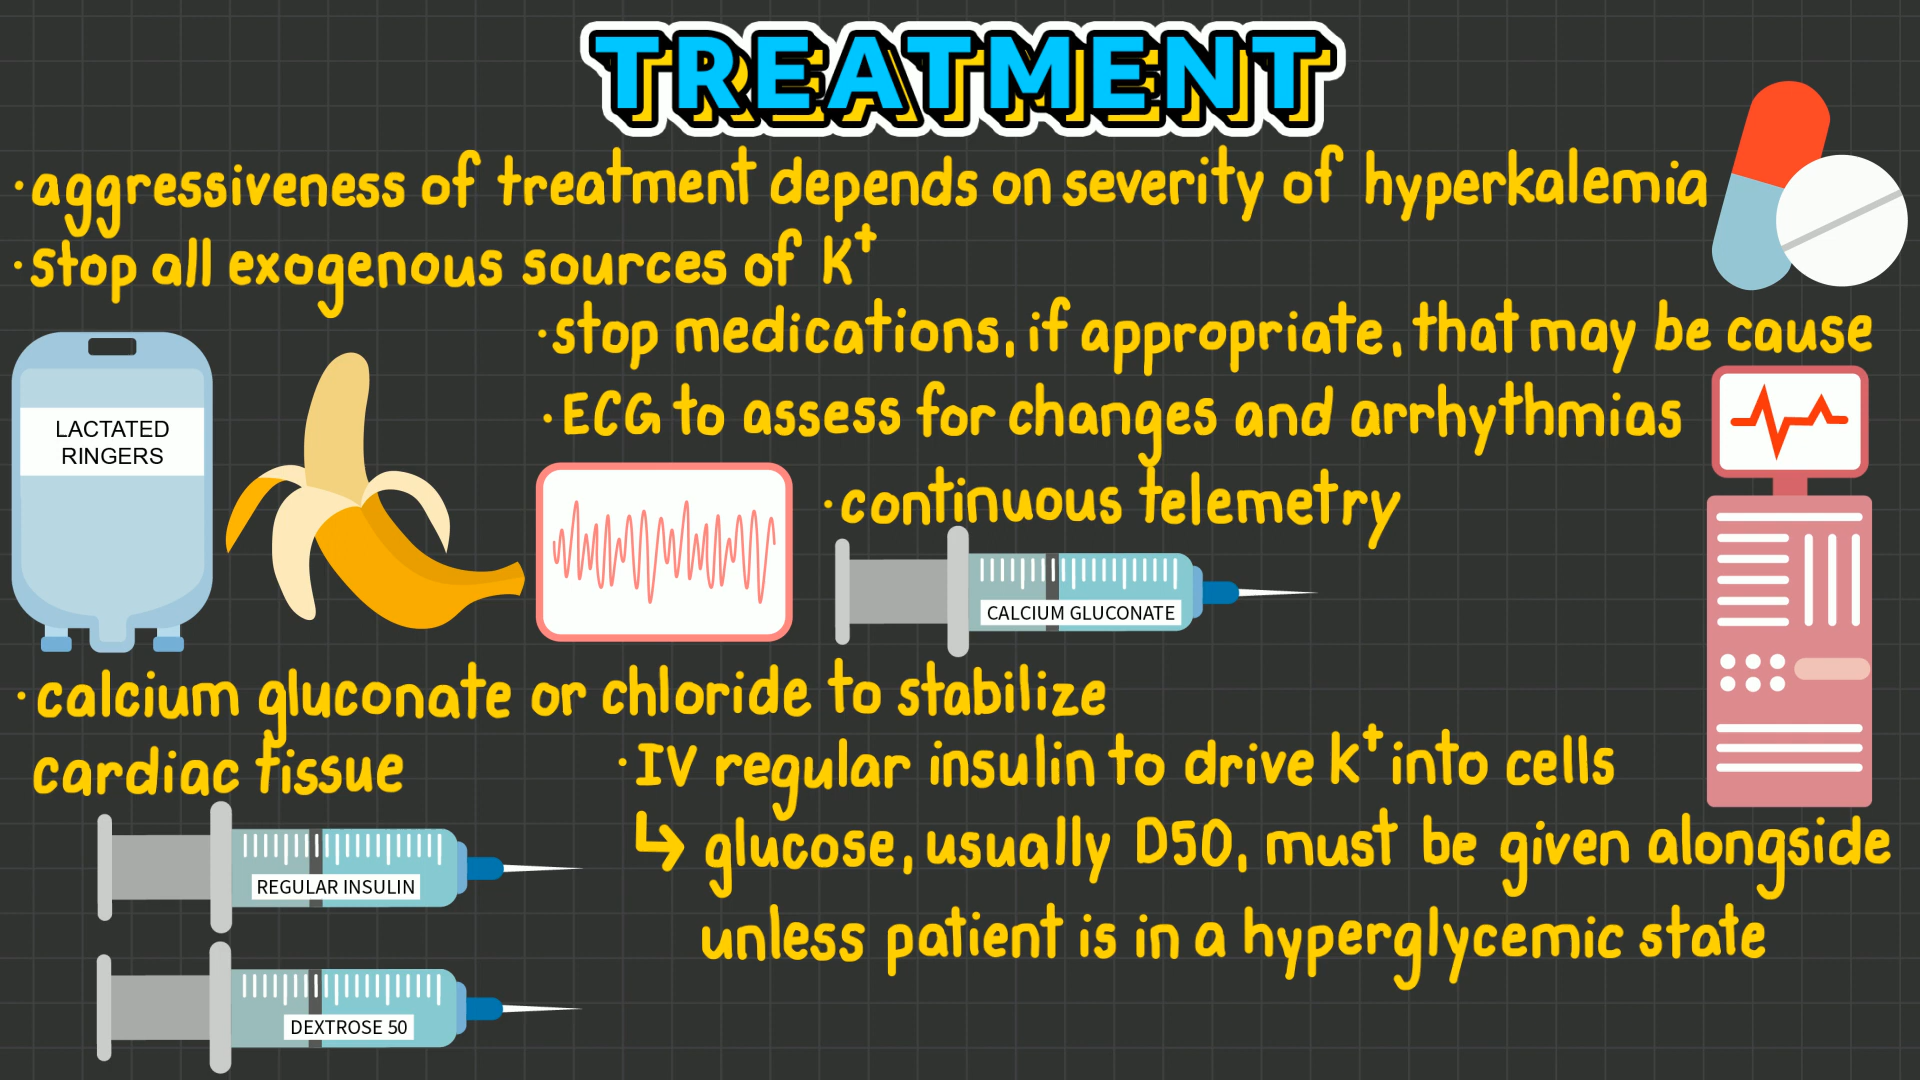 TREATMENT
·aggressiveness of treatment depends on severity of hyperkalemia
·stop all exogenous sources of K+
·stop medications, if appropriate, that may be cause
·ECG to assess for changes and arrhythmias
LACTATED
RINGERS
·continuous telemetry
CALCIUM GLUCONATE
·calcium gluconate or chloride to stabilize
cardiac tissue
·IV regular insulin to drive K+ into cells
↳ glucose, usually D50, must be given alongside
unless patient is in a hyperglycemic state
REGULAR INSULIN
DEXTROSE 50